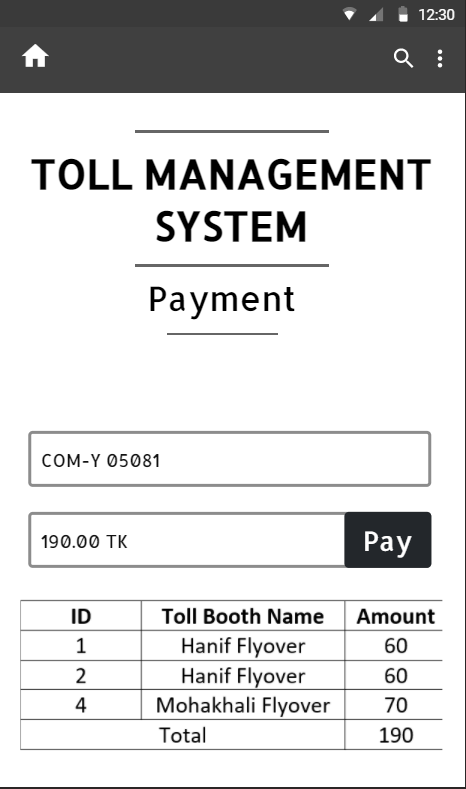 12:30
TOLL MANAGEMENT
SYSTEM
Payment
COM-Y 05081
190.00 TK Pay
ID Toll Booth Name Amount
1 Hanif Flyover 60
2 Hanif Flyover 60
4 Mohakhali Flyover 70
Total 190